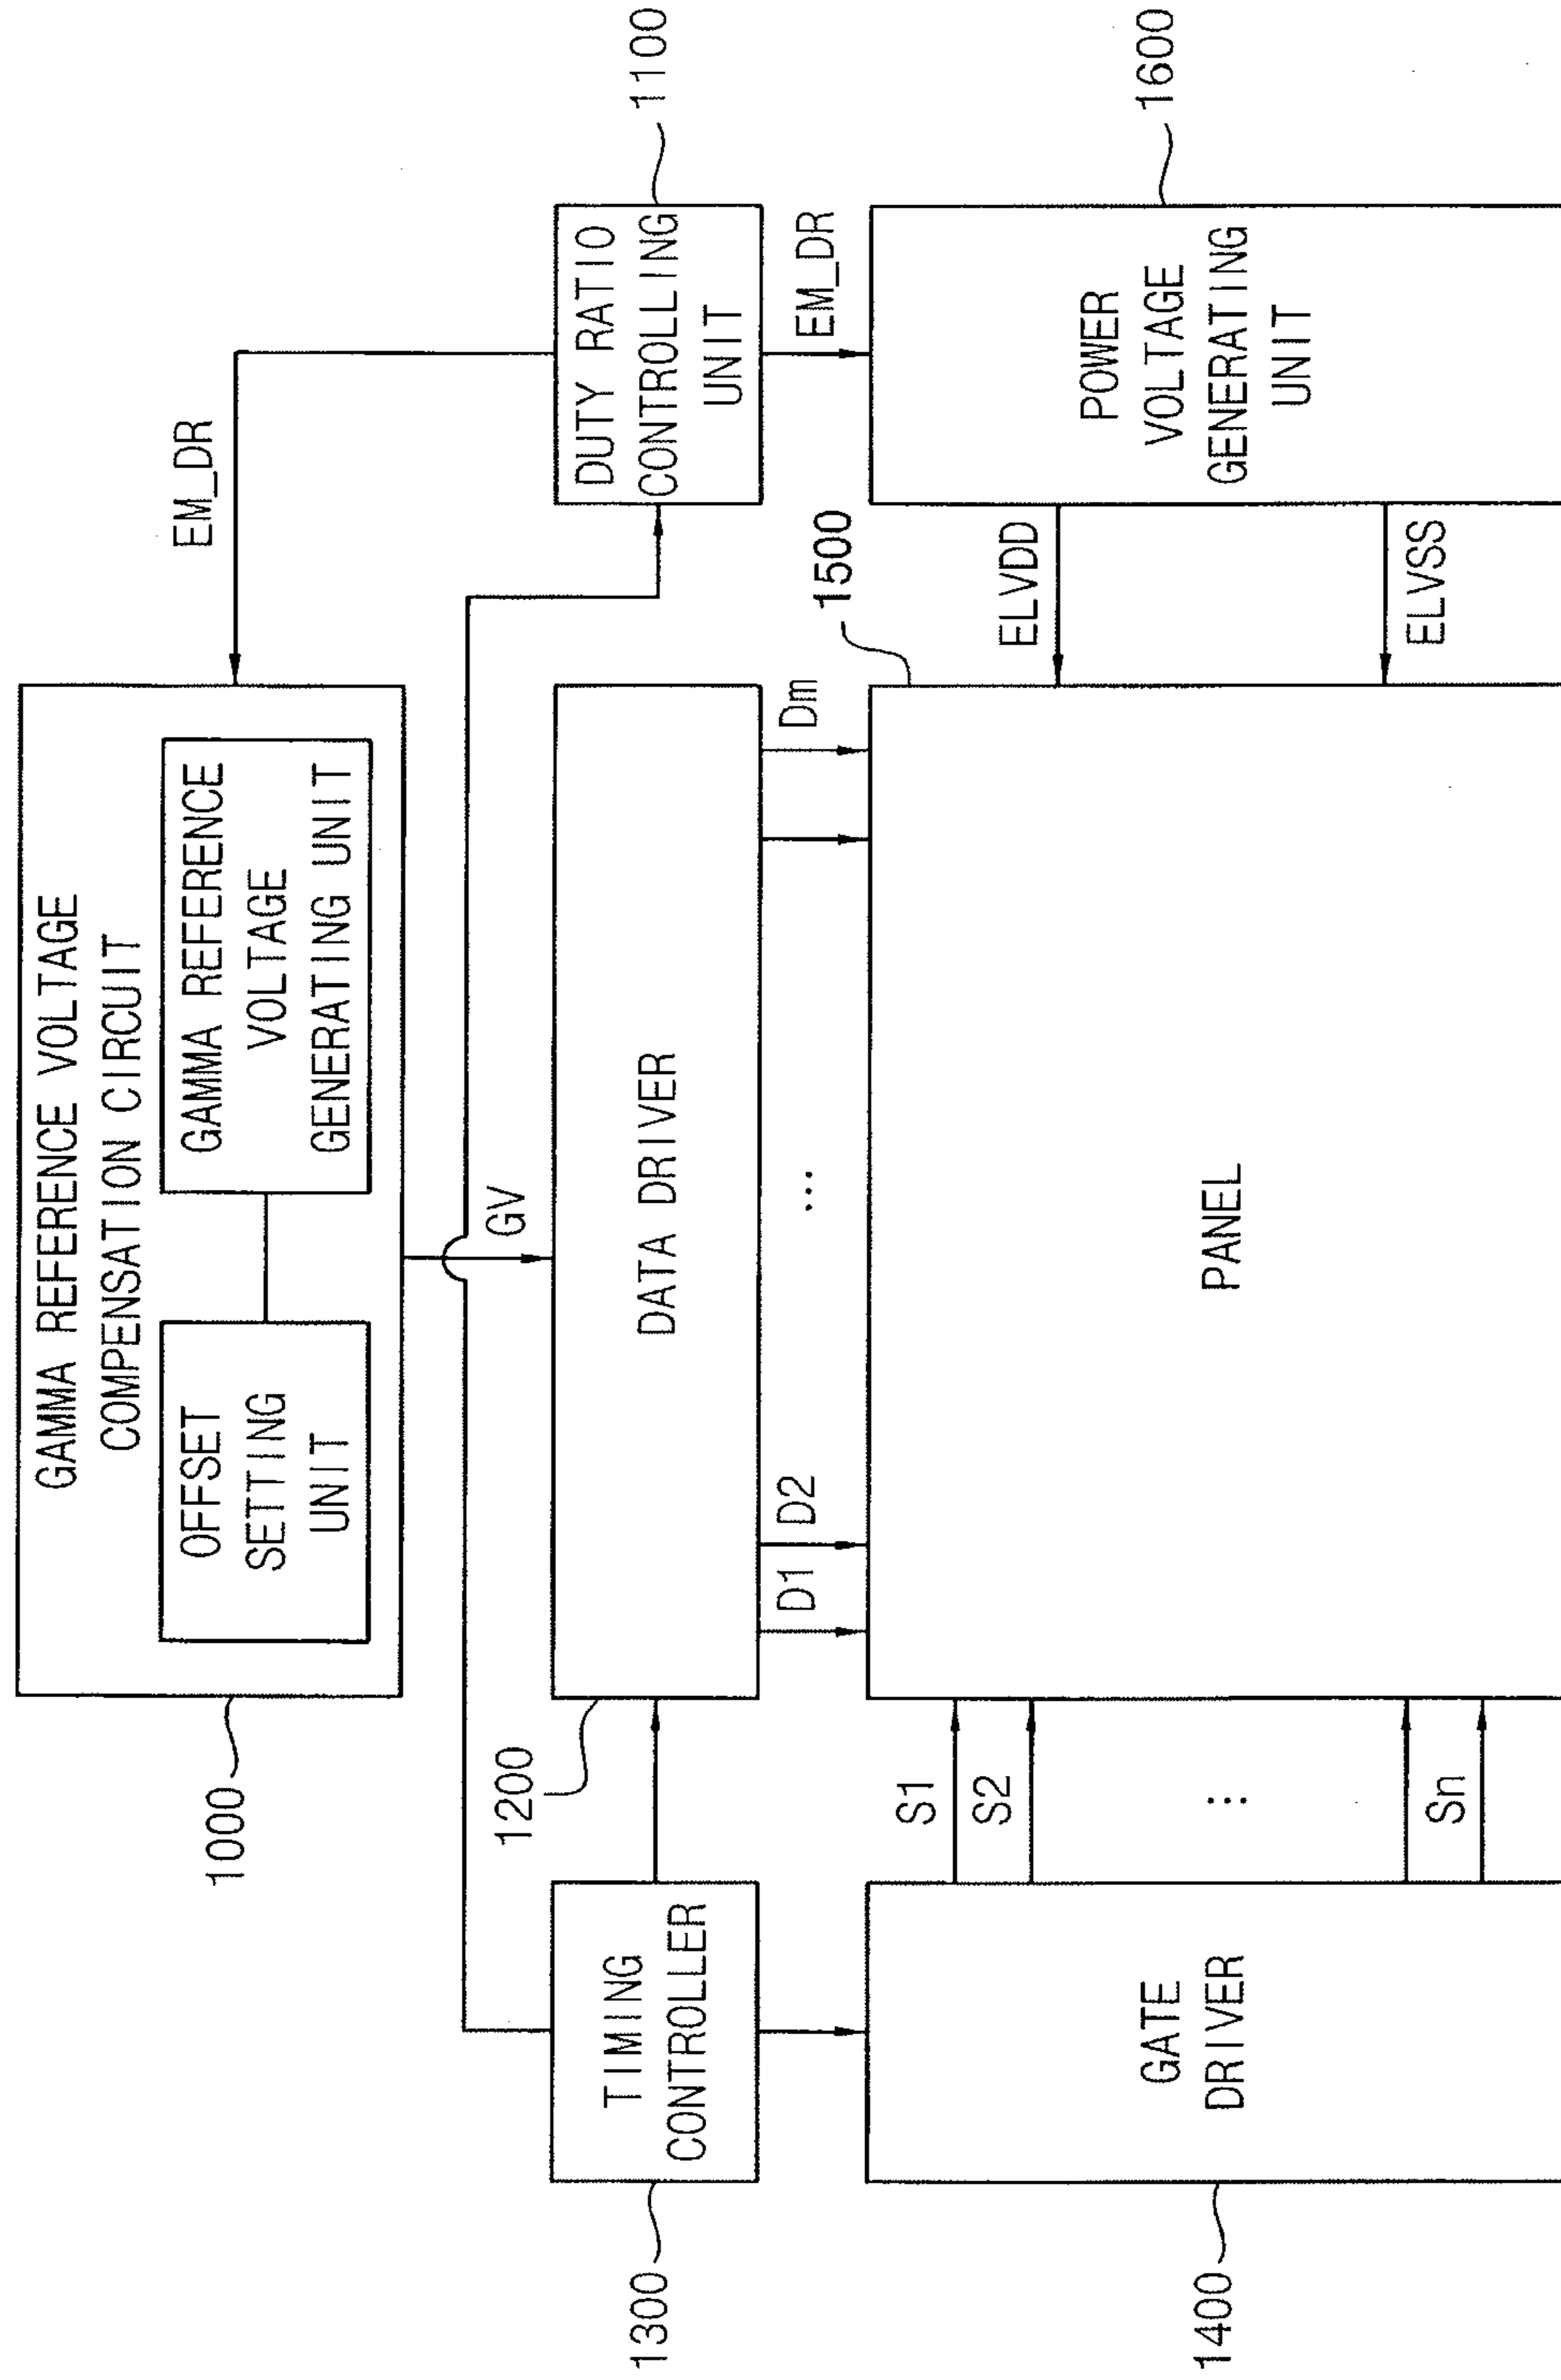 GAMMA REFERENCE VOLTAGE
COMPENSATION CIRCUIT
1000
OFFSET
SETTING
UNIT
GAMMA REFERENCE
VOLTAGE
GENERATING UNIT
EM_DR
GV
1300
TIMING
CONTROLLER
1200
DATA DRIVER
DUTY RATIO
CONTROLLING
UNIT
1100
D1
D2
...
Dm
EM_DR
1500
1400
GATE
DRIVER
S1
S2
...
Sn
PANEL
ELVDD
ELVSS
POWER
VOLTAGE
GENERATING
UNIT
1600